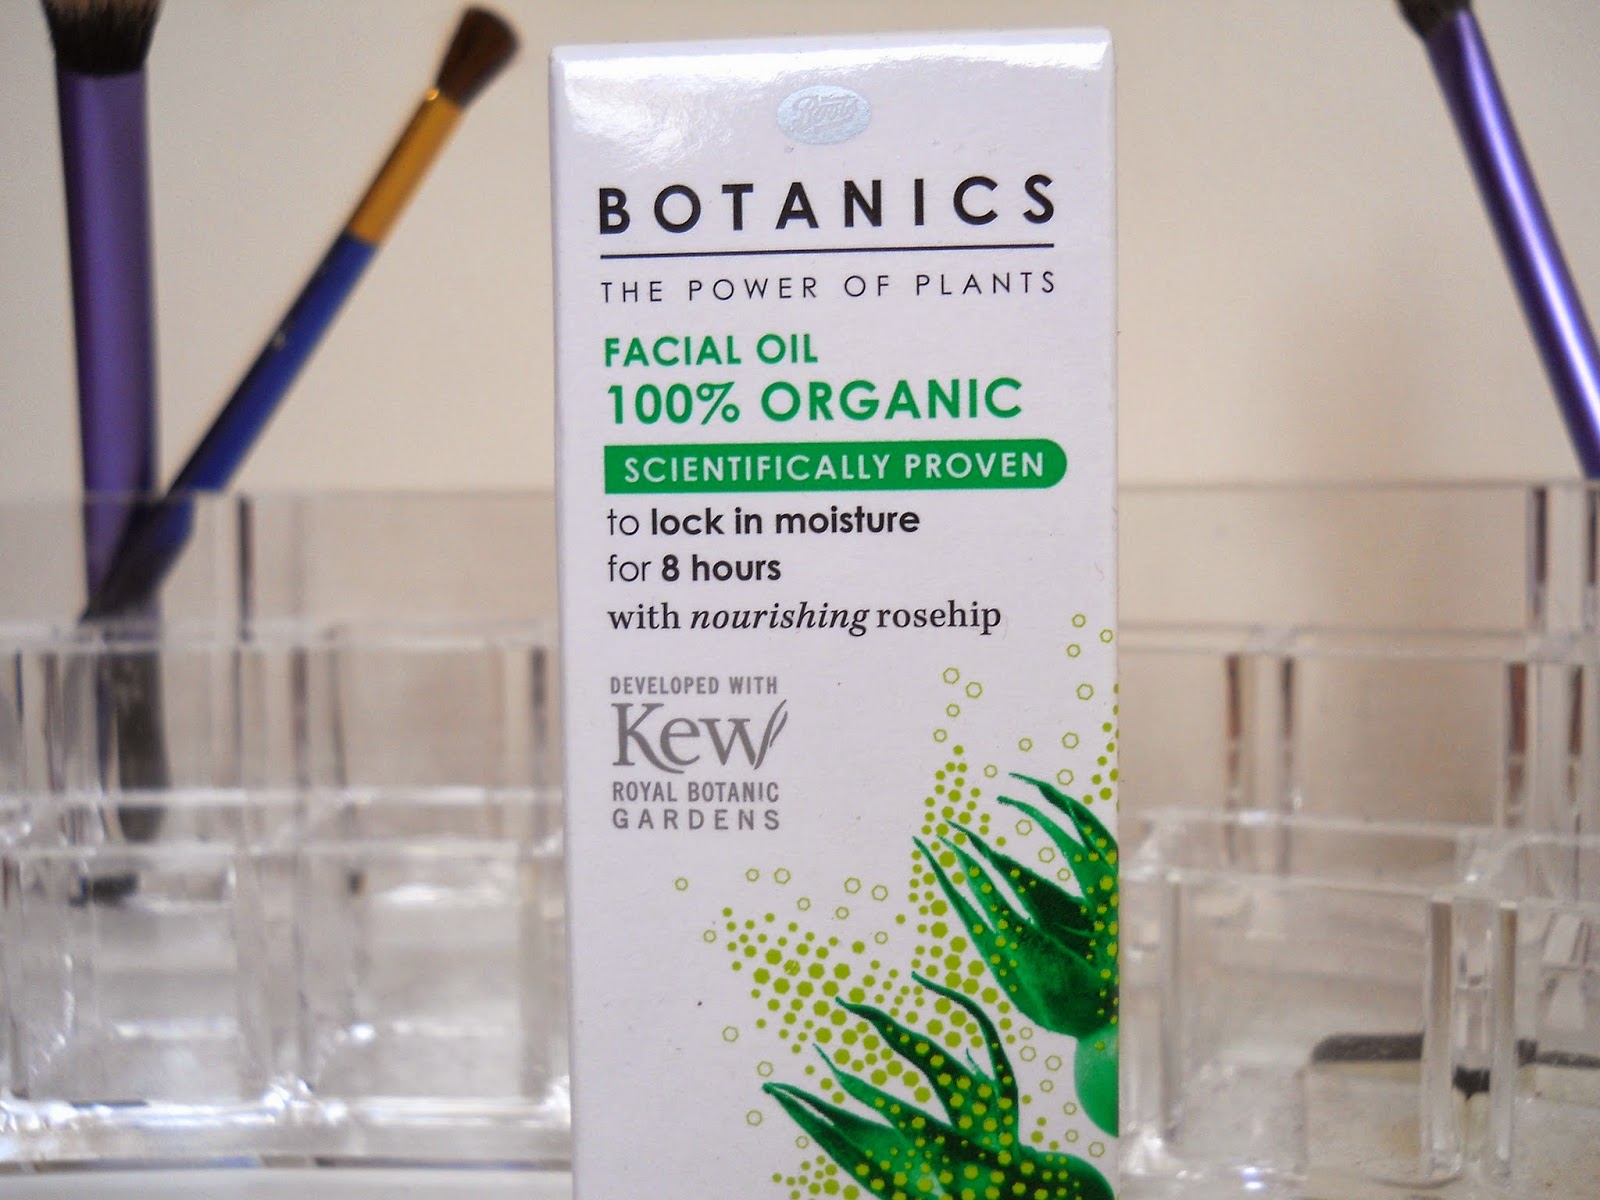 Boots
BOTANICS
THE POWER OF PLANTS
FACIAL OIL
100% ORGANIC
SCIENTIFICALLY PROVEN
to lock in moisture
for 8 hours
with nourishing rosehip
DEVELOPED WITH
Kew
ROYAL BOTANIC
GARDENS